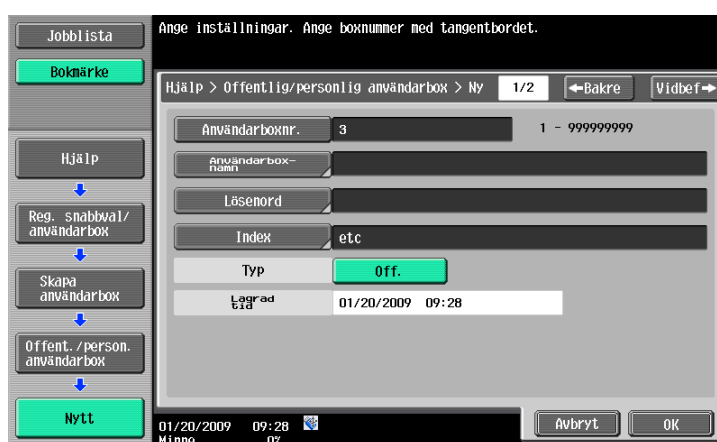 Jobblista
Bokmärke
Hjälp
Reg. snabbval/
användarbox
Skapa
användarbox
Offent./person.
användarbox
Nytt
Ange inställningar. Ange boxnummer med tangentbordet.
Hjälp > Offentlig/personlig användarbox > Ny 1/2 ←Bakre Vidbef→
Användarboxnr. 3 1 - 999999999
Användarbox-
namn
Lösenord
Index etc
Typ Off.
Lagrad
tid 01/20/2009 09:28
Avbryt OK
01/20/2009 09:28
Minne 0%